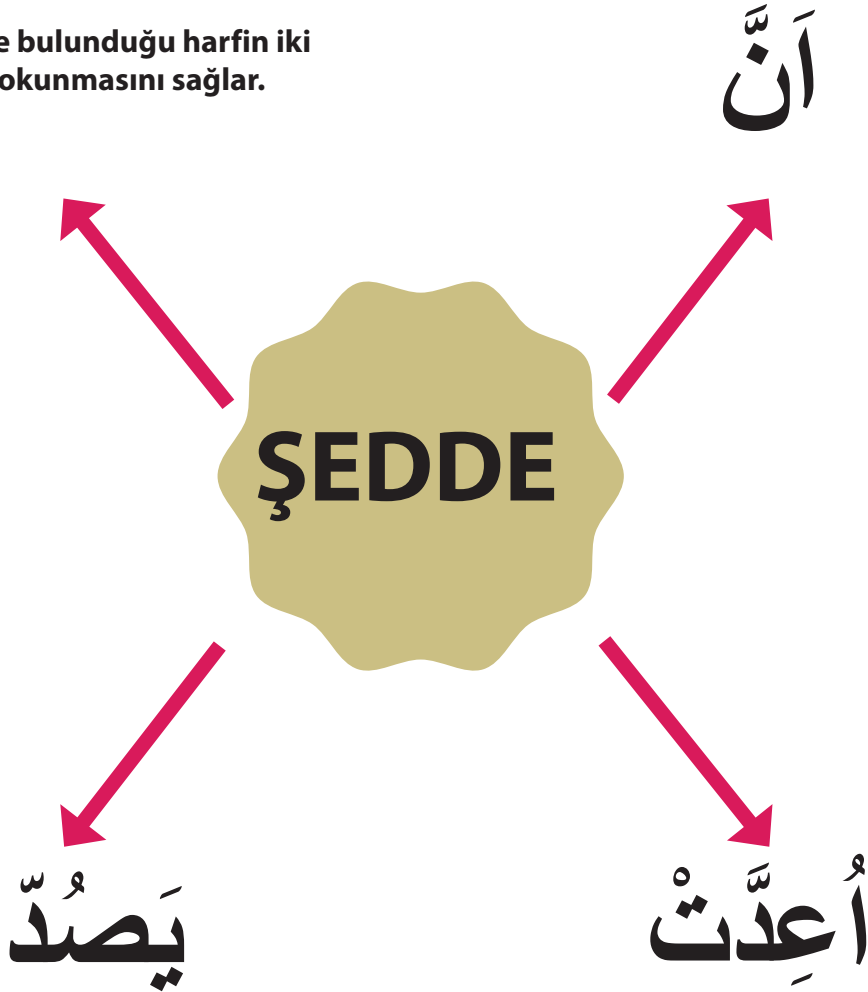 e bulunduğu harfin iki
okunmasını sağlar.
اَنَّ
ŞEDDE
يَصُدّ
اُعِدَّتْ